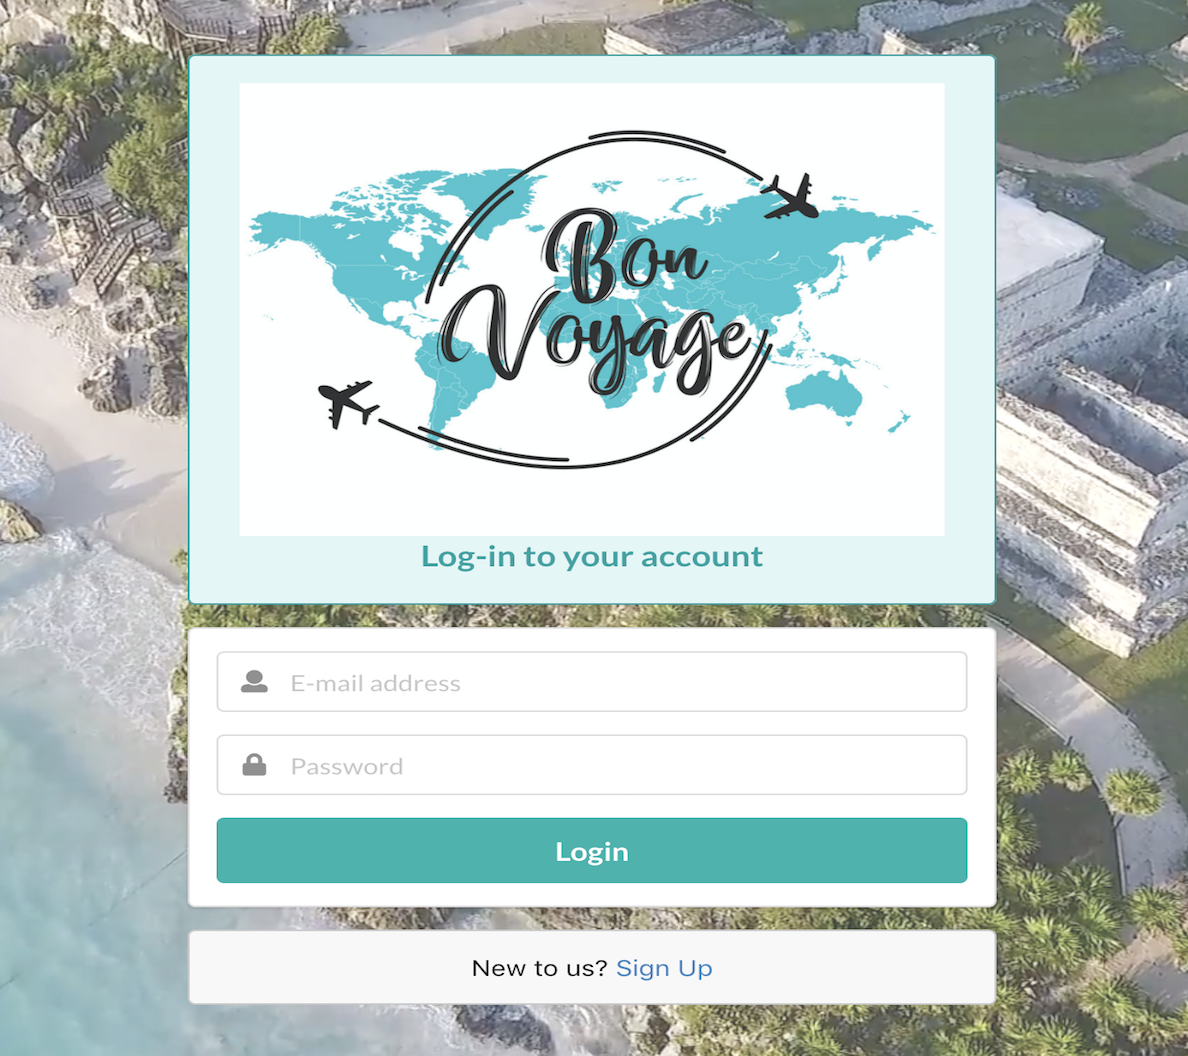 Bon
Voyage
Log-in to your account
E-mail address
Password
Login
New to us? Sign Up